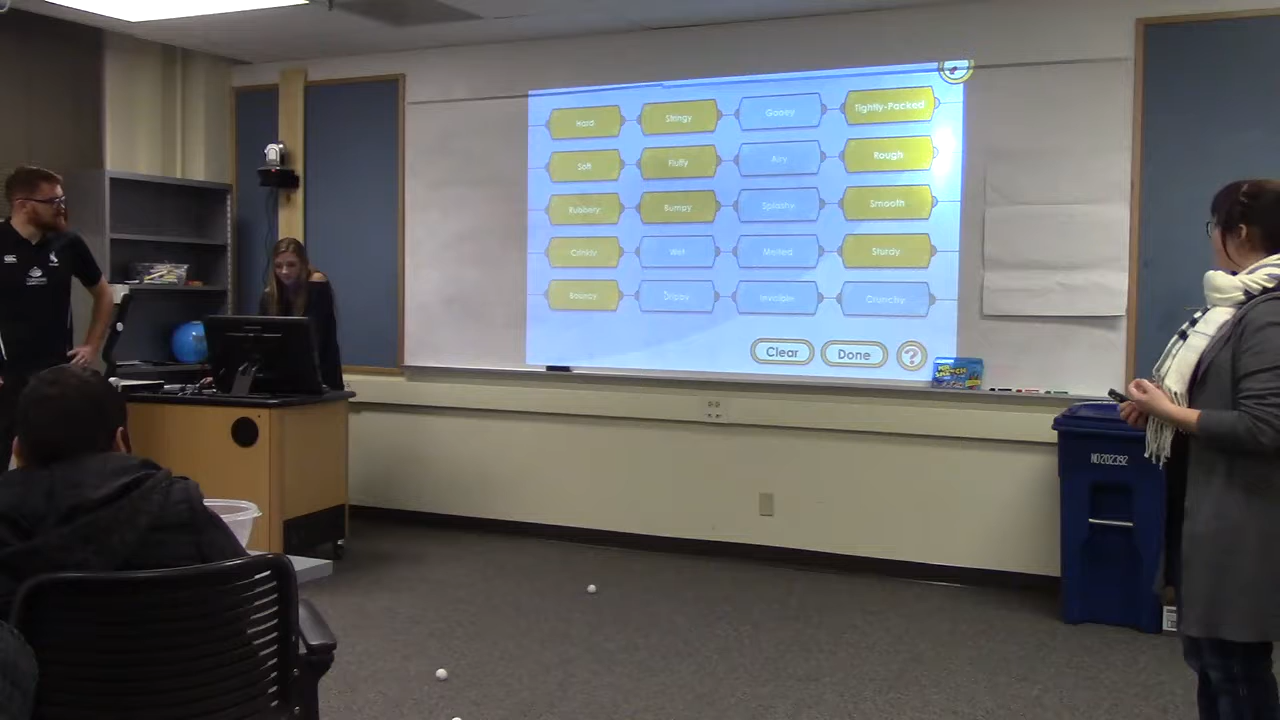 Hard Stringy Gooey Tightly-Packed
Soft Fluffy Airy Rough
Rubbery Bumpy Splashy Smooth
Crinkly Wet Melted Sturdy
Bouncy Drippy Invisible Crunchy
Clear Done ?
NO202392